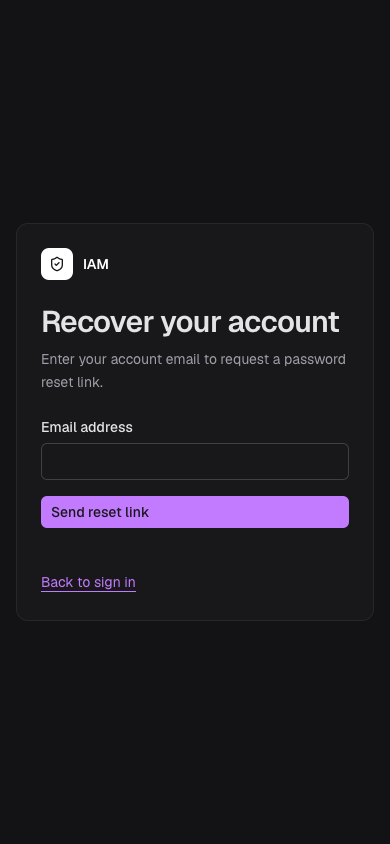 IAM
Recover your account
Enter your account email to request a password
reset link.
Email address
Send reset link
Back to sign in